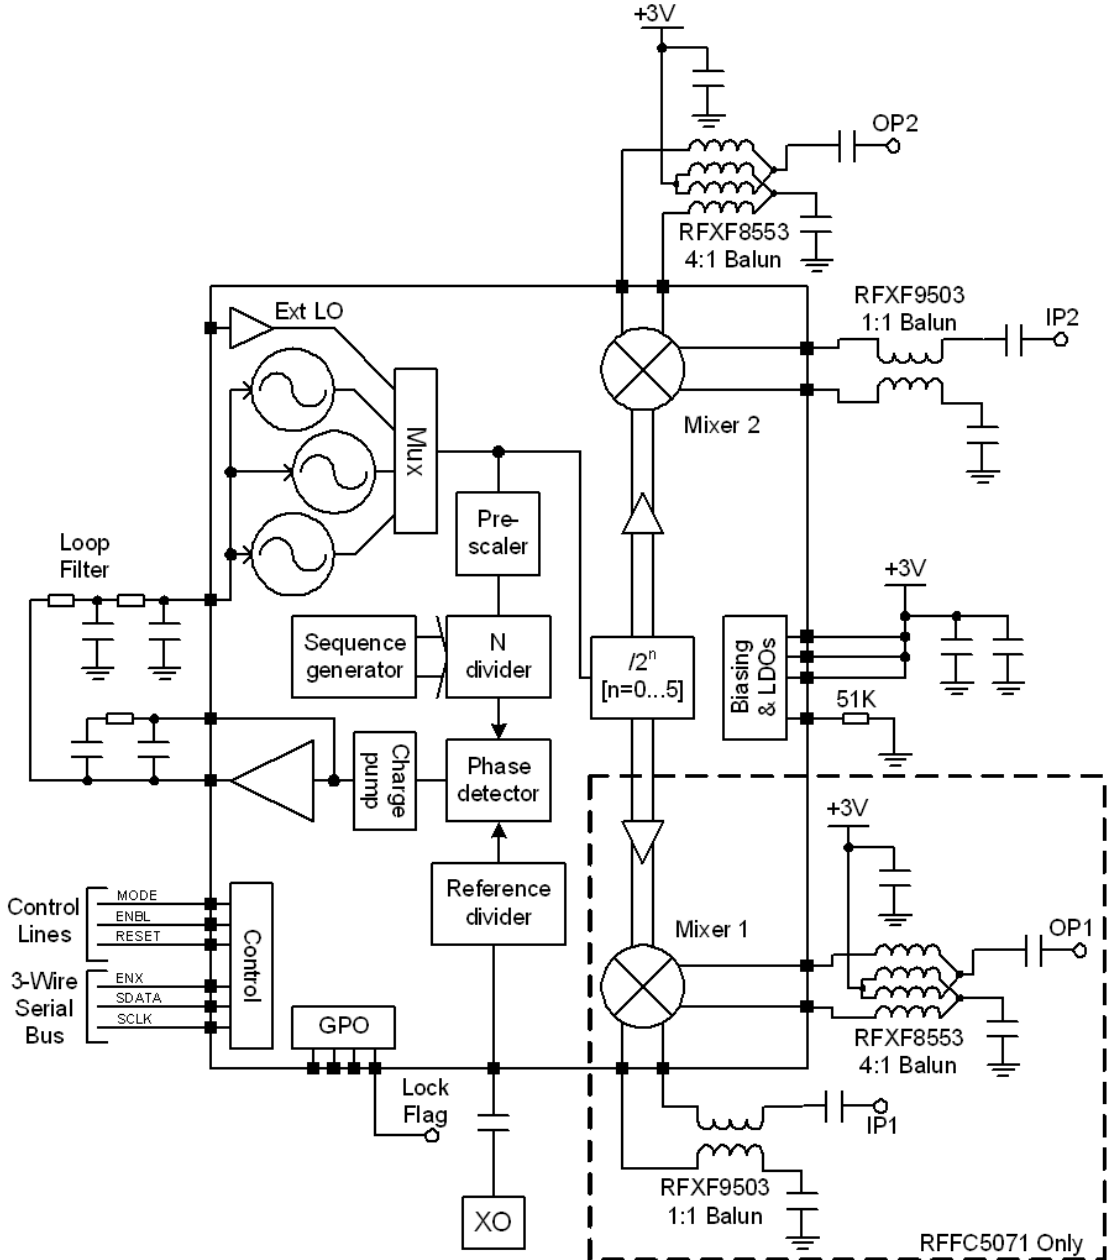 +3V
OP2
RFXF8553
4:1 Balun
RFXF9503
1:1 Balun
IP2
Ext LO
Mux
Mixer 2
Pre-
scaler
Loop
Filter
+3V
Sequence
generator
N
divider
/2ⁿ
[n=0...5]
Biasing
& LDOs
51K
Charge
pump
Phase
detector
+3V
Reference
divider
Control
Lines
MODE
ENBL
RESET
3-Wire
Serial
Bus
ENX
SDATA
SCLK
Control
Mixer 1
OP1
GPO
RFXF8553
4:1 Balun
Lock
Flag
IP1
RFXF9503
1:1 Balun
XO
RFFC5071 Only